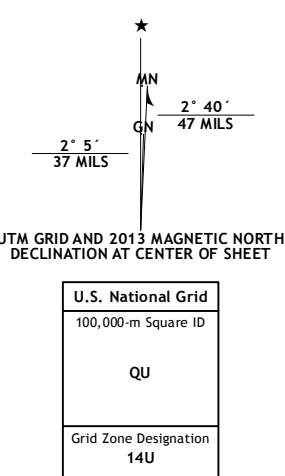 ★
MN
GN
2° 40´
47 MILS
2° 5´
37 MILS
UTM GRID AND 2013 MAGNETIC NORTH
DECLINATION AT CENTER OF SHEET
U.S. National Grid
100,000-m Square ID
QU
Grid Zone Designation
14U